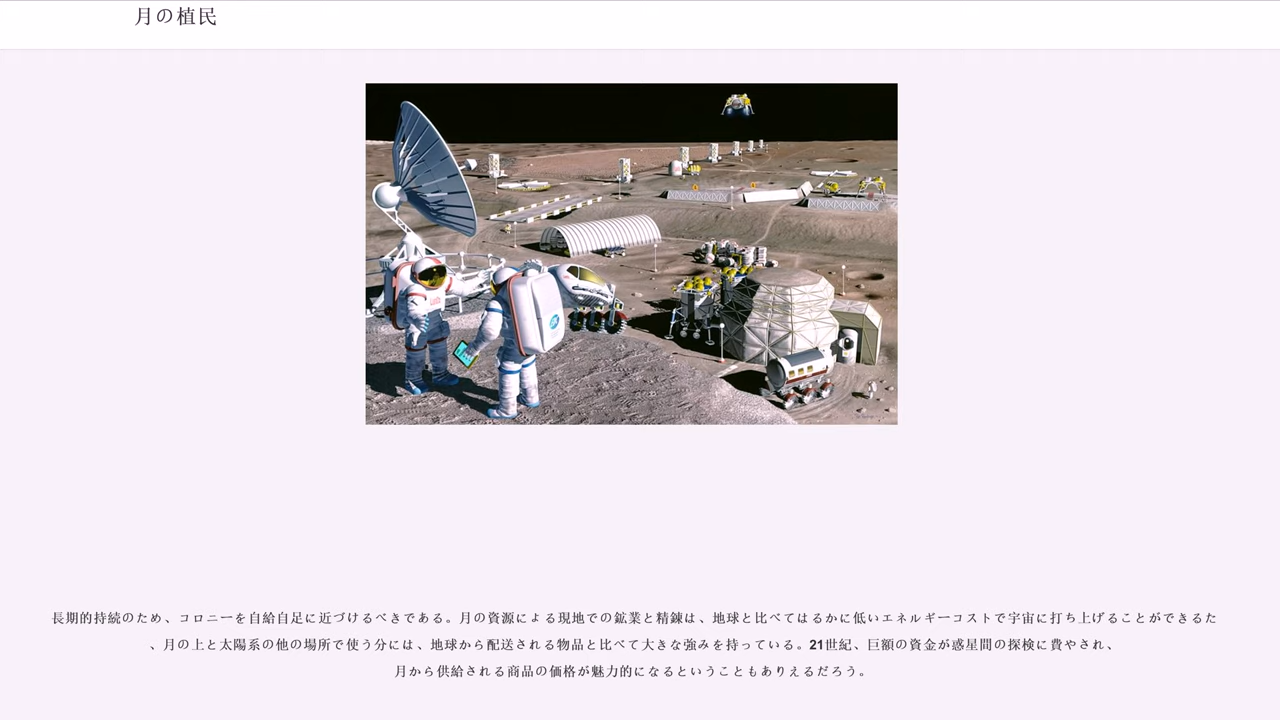 月の植民
長期的持続のため、コロニーを自給自足に近づけるべきである。月の資源による現地での鉱業と精錬は、地球と比べてはるかに低いエネルギーコストで宇宙に打ち上げることができるた
、月の上と太陽系の他の場所で使う分には、地球から配送される物品と比べて大きな強みを持っている。21世紀、巨額の資金が惑星間の探検に費やされ、
月から供給される商品の価格が魅力的になるということもありえるだろう。